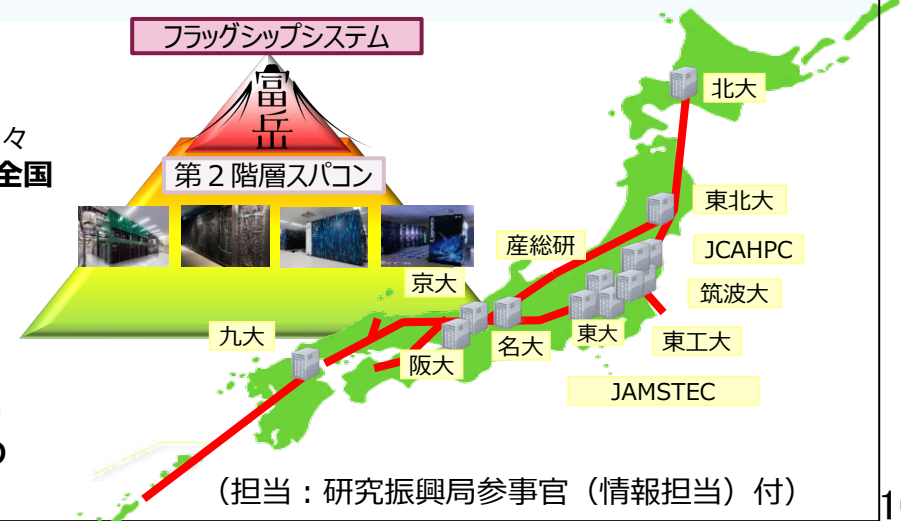 フラッグシップシステム
富岳
々
全国
第２階層スパコン
北大
東北大
産総研
JCAHPC
京大
筑波大
九大
名大
東大
東工大
阪大
JAMSTEC
（担当：研究振興局参事官（情報担当）付）